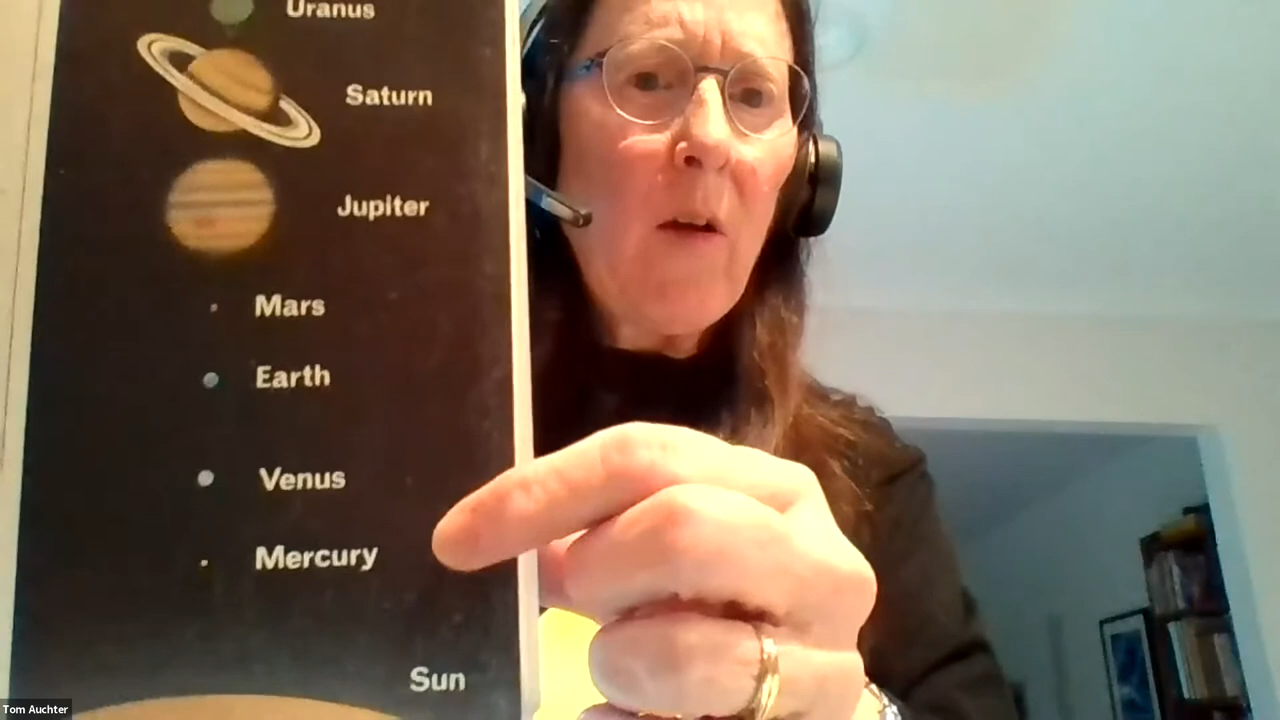 Uranus
Saturn
Jupiter
Mars
Earth
Venus
Mercury
Sun
Tom Auchter